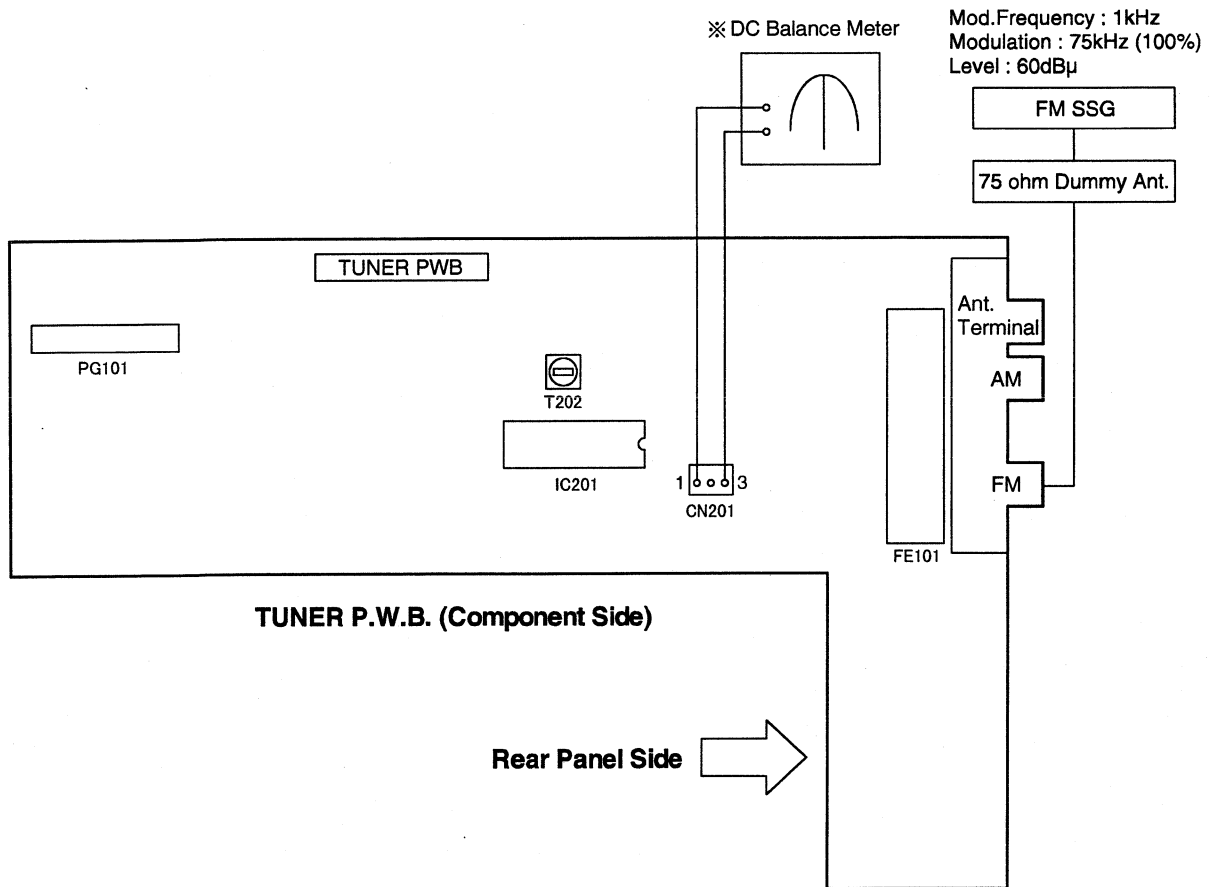 ※ DC Balance Meter
Mod.Frequency : 1kHz
Modulation : 75kHz (100%)
Level : 60dBµ
FM SSG
75 ohm Dummy Ant.
TUNER PWB
PG101
T202
IC201
1
3
CN201
FE101
Ant.
Terminal
AM
FM
TUNER P.W.B. (Component Side)
Rear Panel Side